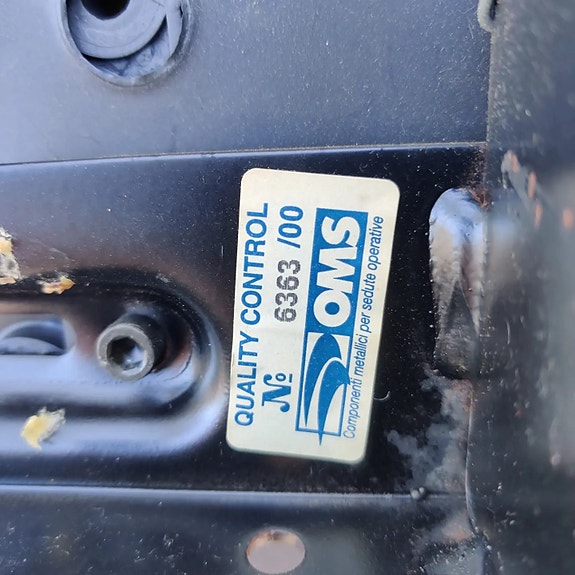 QUALITY CONTROL
№ 6363 /00
OMS
Componenti metallici per sedute operative